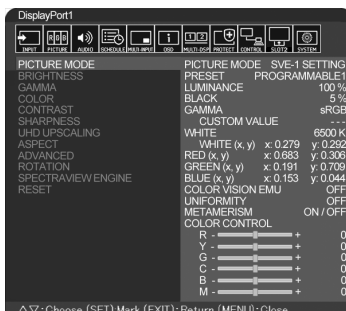 DisplayPort1
INPUT PICTURE AUDIO SCHEDULE MULTI-INPUT OSD MULTI-DSP PROTECT CONTROL SLOT2 SYSTEM
PICTURE MODE
BRIGHTNESS
GAMMA
COLOR
CONTRAST
SHARPNESS
UHD UPSCALING
ASPECT
ADVANCED
ROTATION
SPECTRAVIEW ENGINE
RESET
PICTURE MODE SVE-1 SETTING
PRESET PROGRAMMABLE1
LUMINANCE 100 %
BLACK 5 %
GAMMA sRGB
CUSTOM VALUE ---
WHITE 6500 K
WHITE (x, y) x: 0.279 y: 0.292
RED (x, y) x: 0.683 y: 0.306
GREEN (x, y) x: 0.191 y: 0.709
BLUE (x, y) x: 0.153 y: 0.044
COLOR VISION EMU OFF
UNIFORMITY OFF
METAMERISM ON / OFF
COLOR CONTROL
R - + 0
Y - + 0
G - + 0
C - + 0
B - + 0
M - + 0
△▽: Choose (SET) Mark (EXIT): Return (MENU): Close